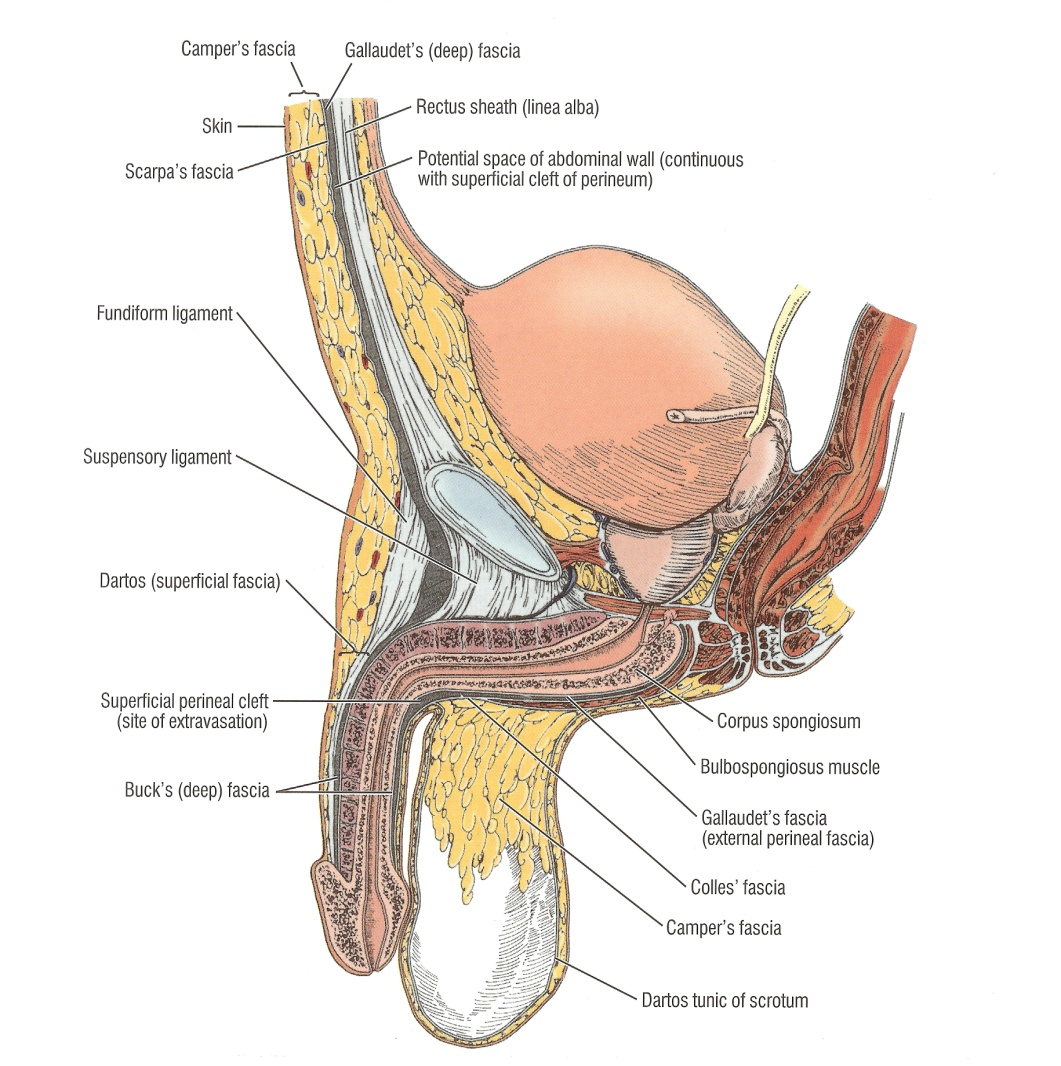 Camper's fascia
Gallaudet's (deep) fascia
Skin
Rectus sheath (linea alba)
Scarpa's fascia
Potential space of abdominal wall (continuous
with superficial cleft of perineum)
Fundiform ligament
Suspensory ligament
Dartos (superficial fascia)
Superficial perineal cleft
(site of extravasation)
Buck's (deep) fascia
Corpus spongiosum
Bulbospongiosus muscle
Gallaudet's fascia
(external perineal fascia)
Colles' fascia
Camper's fascia
Dartos tunic of scrotum